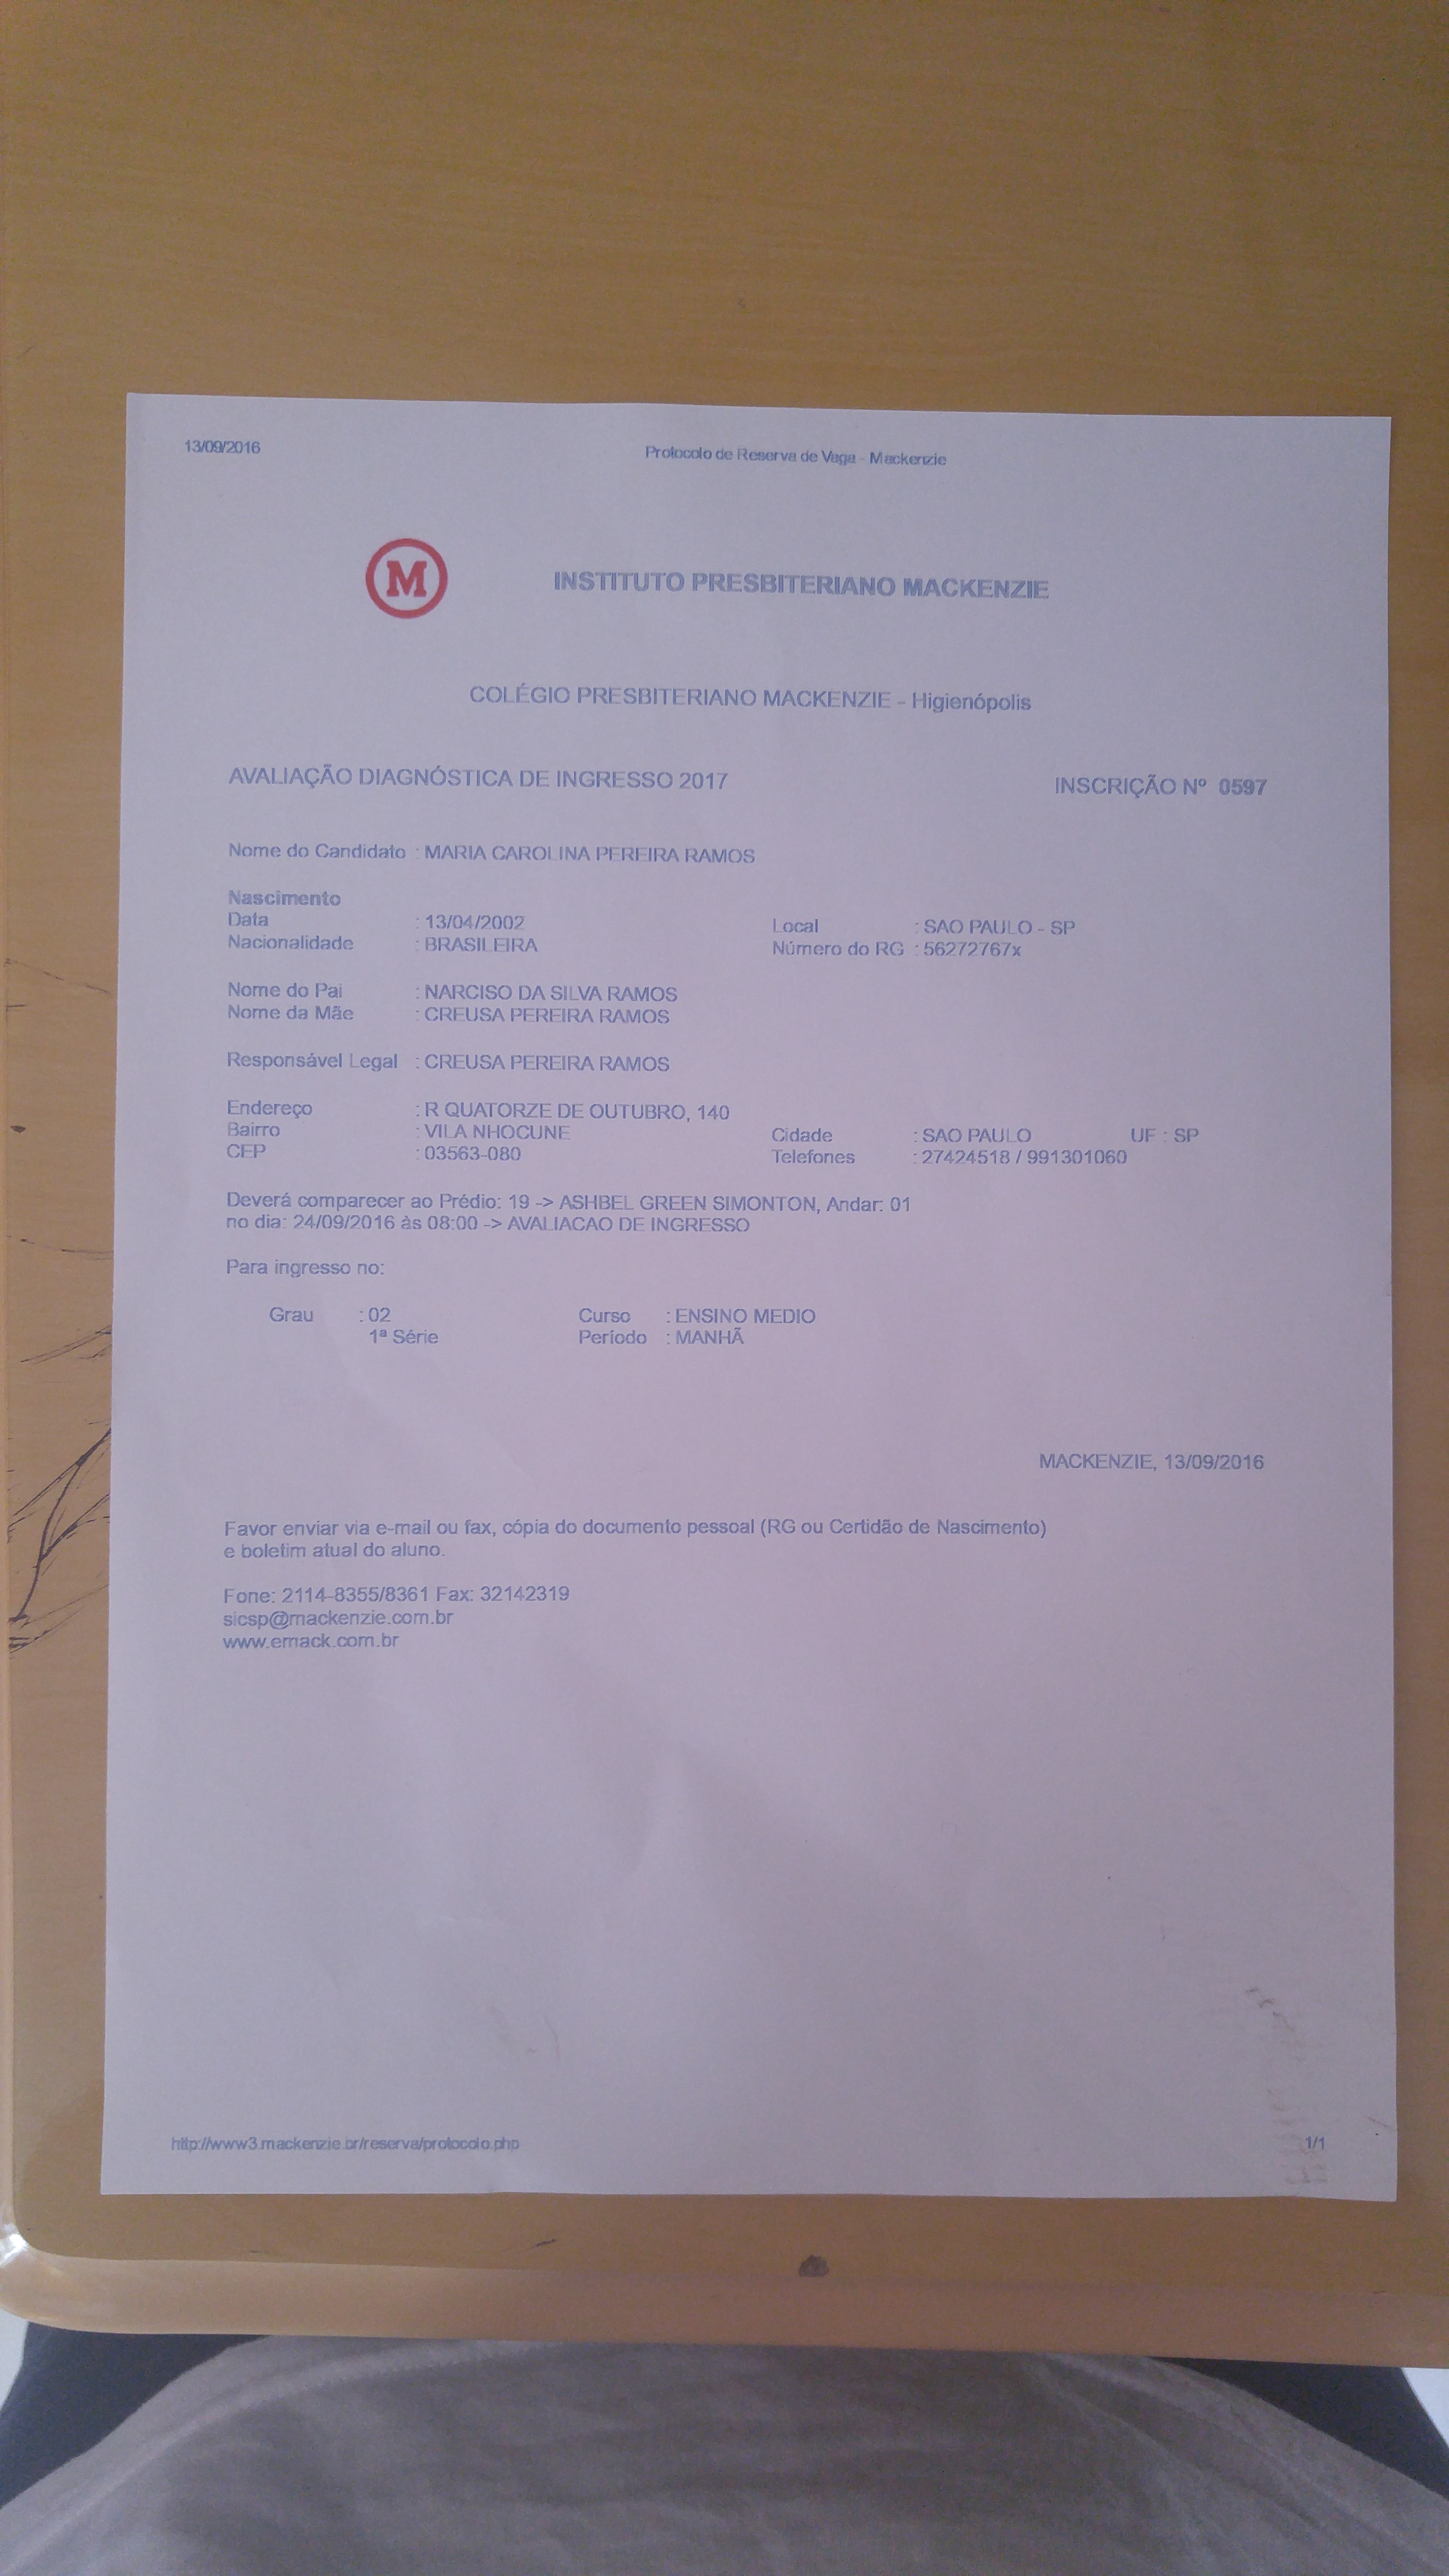 13/09/2016 Protocolo de Reserva de Vaga - Mackenzie
M INSTITUTO PRESBITERIANO MACKENZIE
COLÉGIO PRESBITERIANO MACKENZIE - Higienópolis
AVALIAÇÃO DIAGNÓSTICA DE INGRESSO 2017 INSCRIÇÃO Nº 0597
Nome do Candidato : MARIA CAROLINA PEREIRA RAMOS
Nascimento
Data : 13/04/2002 Local : SAO PAULO - SP
Nacionalidade : BRASILEIRA Número do RG : 56272767x
Nome do Pai : NARCISO DA SILVA RAMOS
Nome da Mãe : CREUSA PEREIRA RAMOS
Responsável Legal : CREUSA PEREIRA RAMOS
Endereço : R QUATORZE DE OUTUBRO, 140
Bairro : VILA NHOCUNE Cidade : SAO PAULO UF : SP
CEP : 03563-080 Telefones : 27424518 / 991301060
Deverá comparecer ao Prédio: 19 -> ASHBEL GREEN SIMONTON, Andar: 01
no dia: 24/09/2016 às 08:00 -> AVALIACAO DE INGRESSO
Para ingresso no:
Grau : 02 Curso : ENSINO MEDIO
1ª Série Período : MANHÃ
MACKENZIE, 13/09/2016
Favor enviar via e-mail ou fax, cópia do documento pessoal (RG ou Certidão de Nascimento)
e boletim atual do aluno.
Fone: 2114-8355/8361 Fax: 32142319
sicsp@mackenzie.com.br
www.emack.com.br
http://www3.mackenzie.br/reserva/protocolo.php 1/1